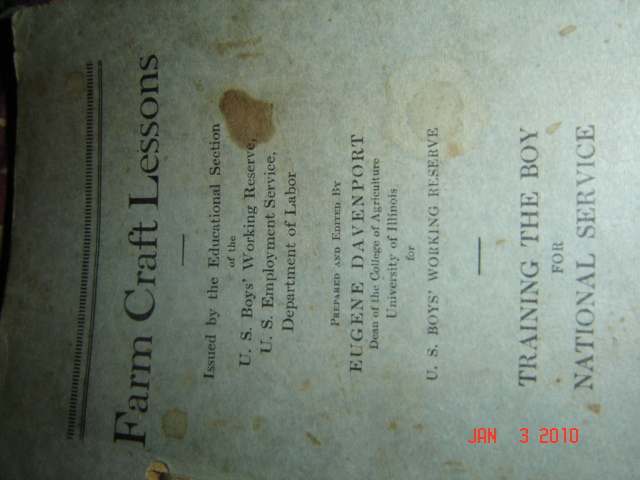 Farm Craft Lessons
Issued by the Educational Section
of the
U. S. Boys' Working Reserve,
U. S. Employment Service,
Department of Labor
PREPARED AND EDITED BY
EUGENE DAVENPORT
Dean of the College of Agriculture
University of Illinois
for
U. S. BOYS' WORKING RESERVE
TRAINING THE BOY
FOR
NATIONAL SERVICE
JAN 3 2010